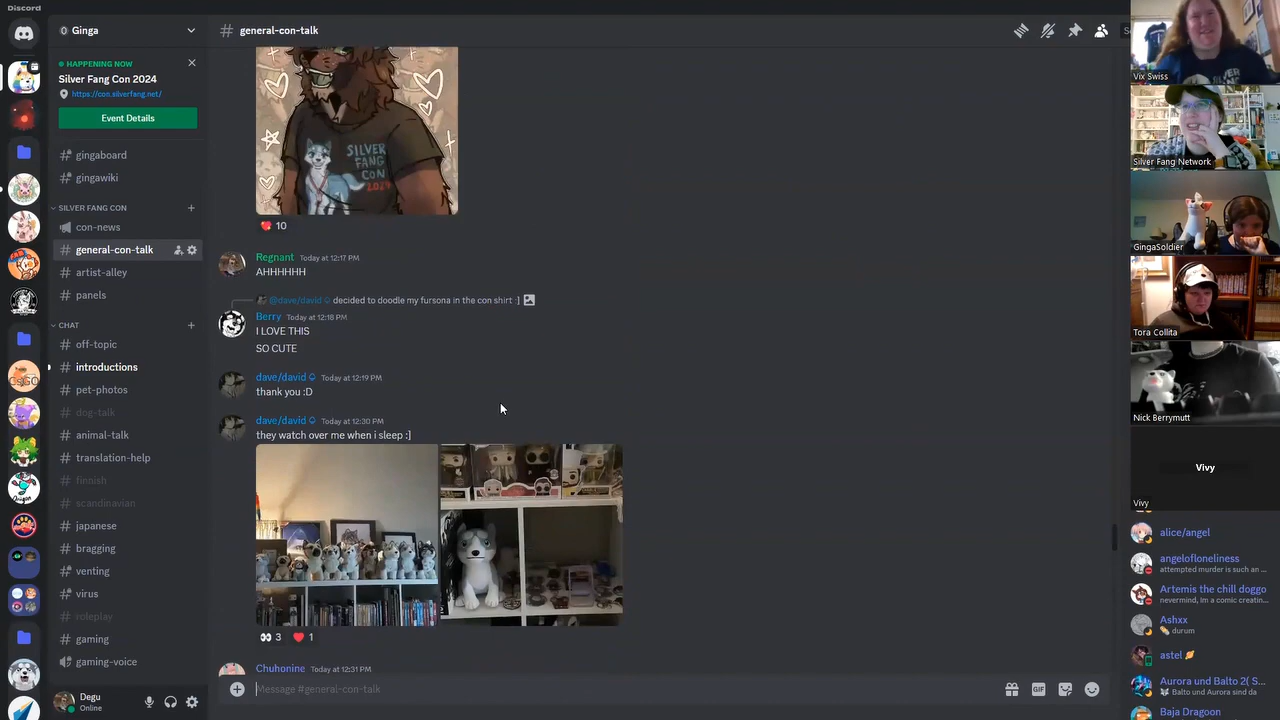 Discord
Ginga
HAPPENING NOW
Silver Fang Con 2024
https://con.silverfang.net/
Event Details
gingaboard
gingawiki
SILVER FANG CON
con-news
general-con-talk
artist-alley
panels
CHAT
off-topic
introductions
pet-photos
dog-talk
animal-talk
translation-help
finnish
scandinavian
japanese
bragging
venting
virus
roleplay
gaming
gaming-voice
Degu
Online
general-con-talk
SILVER
FANG
CON
2024
10
Regnant Today at 12:17 PM
AHHHHHH
@dave/david decided to doodle my fursona in the con shirt :]
Berry Today at 12:18 PM
I LOVE THIS
SO CUTE
dave/david Today at 12:19 PM
thank you :D
dave/david Today at 12:30 PM
they watch over me when i sleep :]
3 1
Chuhonine Today at 12:31 PM
Message #general-con-talk
GIF
Vix Swiss
Silver Fang Network
GingaSoldier
Tora Collita
Nick Berrymutt
Vivy
Vivy
alice/angel
angelofloneliness
attempted murder is such an ...
Artemis the chill doggo
nevermind, im a comic creatin...
Ashxx
durum
astel
Aurora und Balto 2( S...
Balto und Aurora sind da
Baja Dragoon